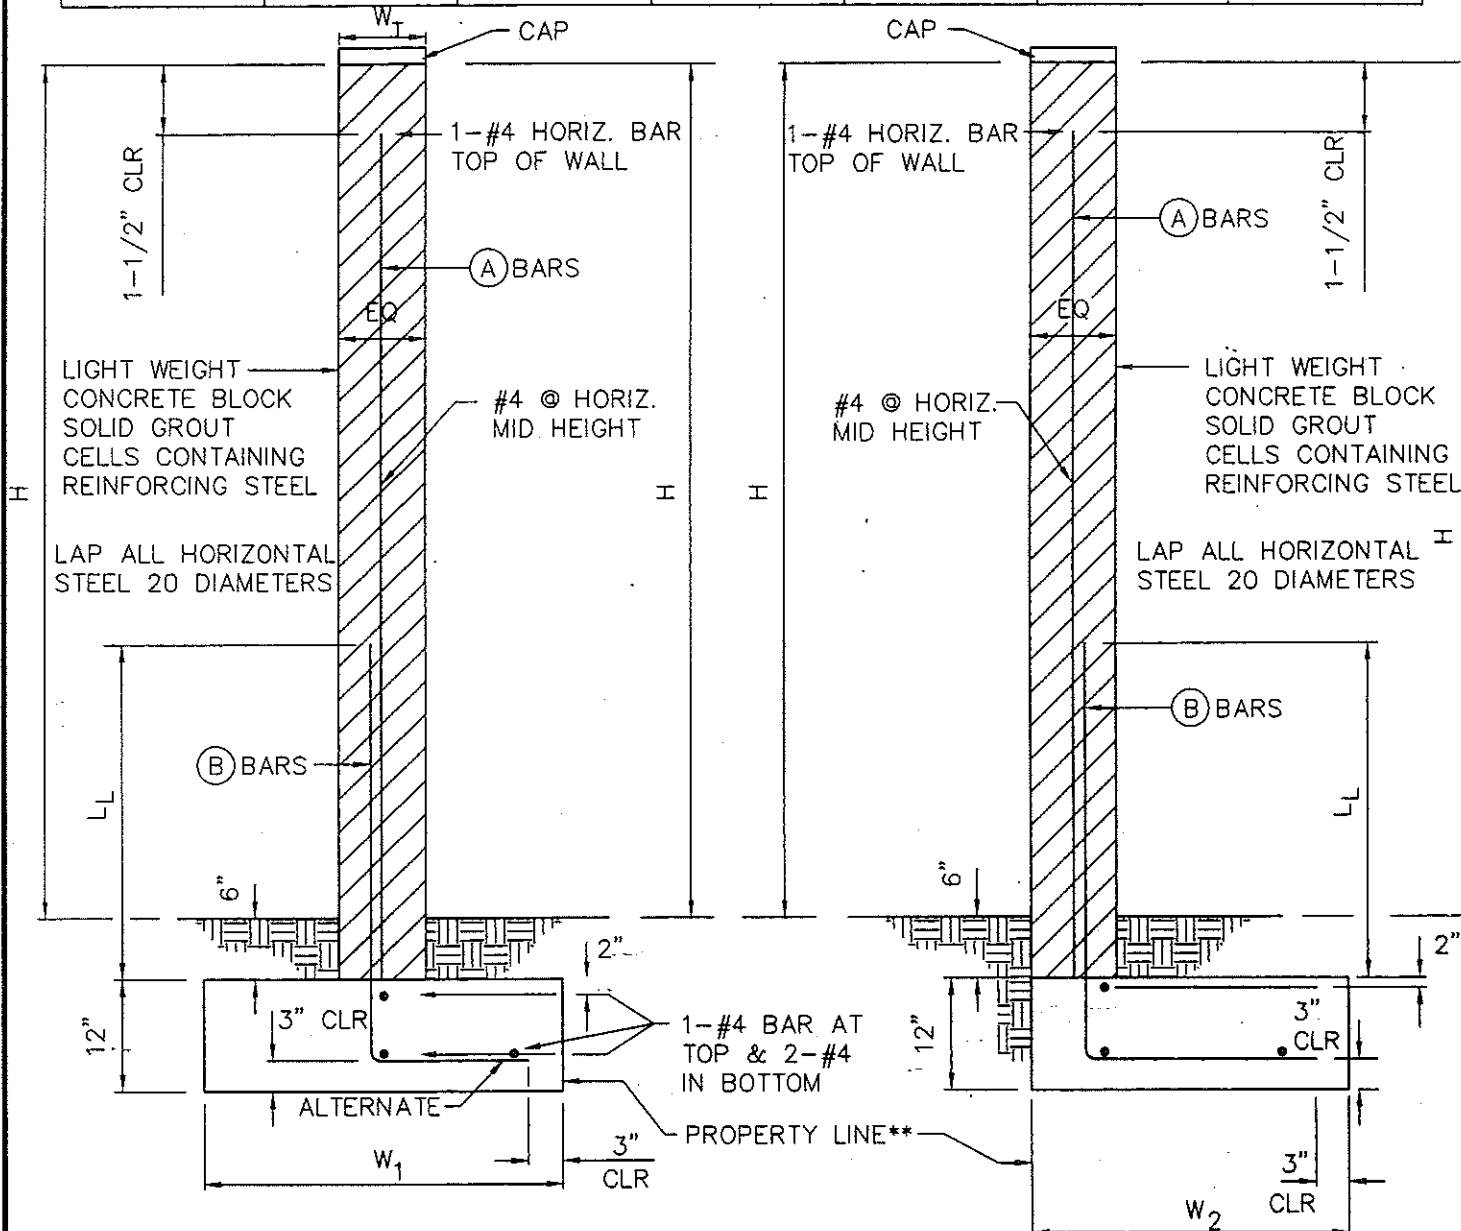 W_T
CAP
1-#4 HORIZ. BAR
TOP OF WALL
1-1/2" CLR
A BARS
EQ
LIGHT WEIGHT
CONCRETE BLOCK
SOLID GROUT
CELLS CONTAINING
REINFORCING STEEL
#4 @ HORIZ.
MID HEIGHT
H
H
LAP ALL HORIZONTAL
STEEL 20 DIAMETERS
B BARS
L_L
6"
2"
12"
3" CLR
1-#4 BAR AT
TOP & 2-#4
IN BOTTOM
ALTERNATE
PROPERTY LINE**
W_1
3"
CLR
CAP
1-#4 HORIZ. BAR
TOP OF WALL
1-1/2" CLR
A BARS
EQ
LIGHT WEIGHT
CONCRETE BLOCK
SOLID GROUT
CELLS CONTAINING
REINFORCING STEEL
#4 @ HORIZ.
MID HEIGHT
H
H
LAP ALL HORIZONTAL
STEEL 20 DIAMETERS
B BARS
L_L
6"
2"
12"
3"
CLR
3"
CLR
W_2